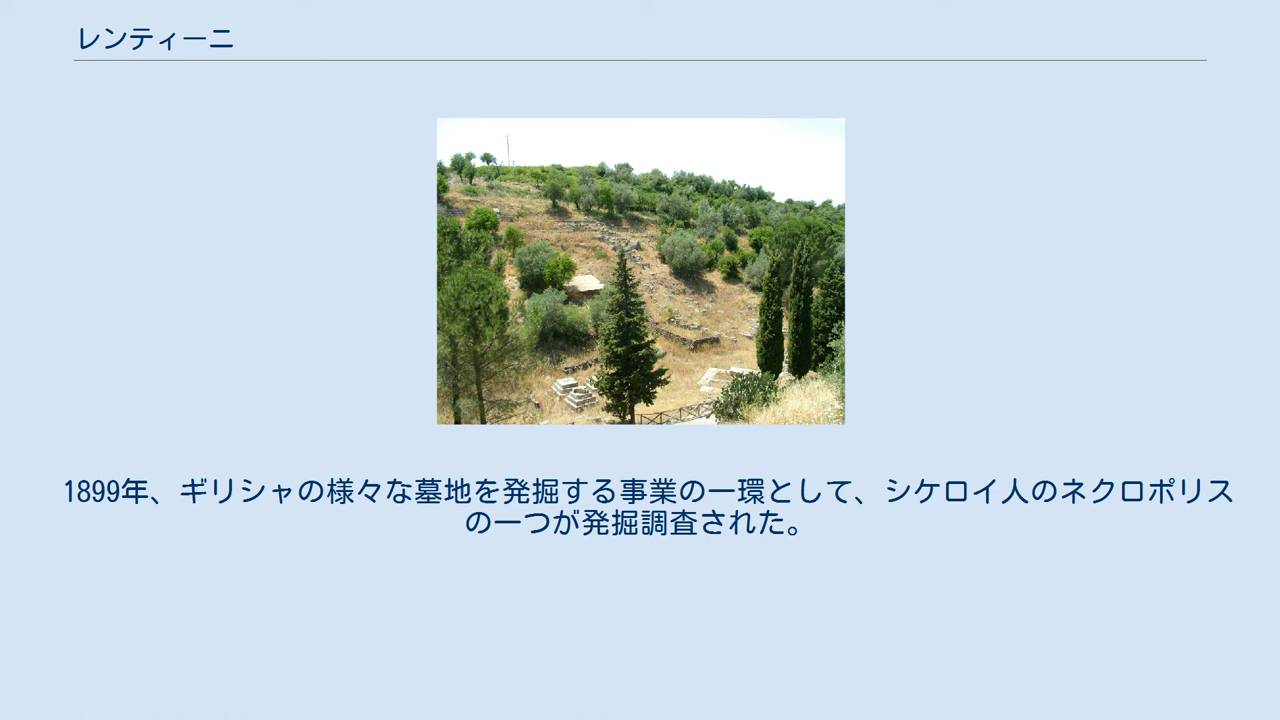 レンティーニ
1899年、ギリシャの様々な墓地を発掘する事業の一環として、シケロイ人のネクロポリス
の一つが発掘調査された。